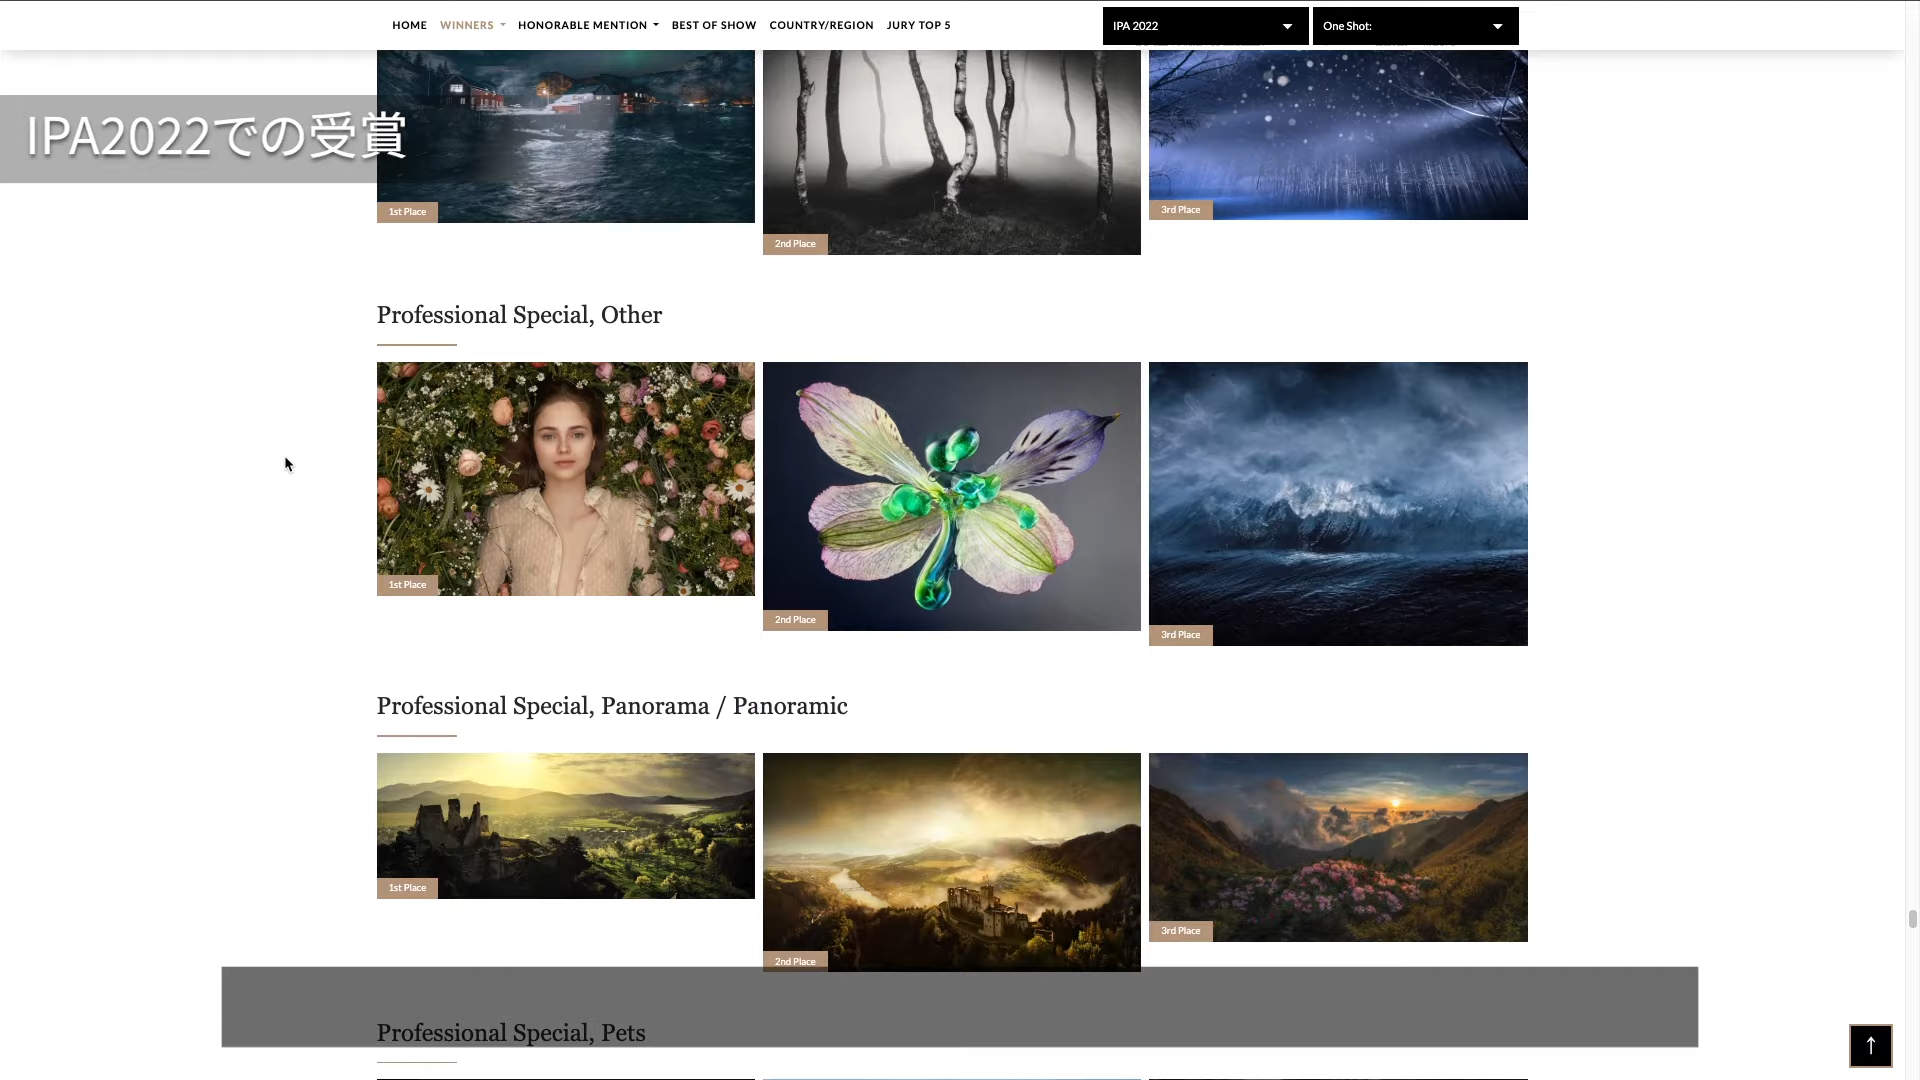 HOME
WINNERS
HONORABLE MENTION
BEST OF SHOW
COUNTRY/REGION
JURY TOP 5
IPA 2022
One Shot:
IPA2022での受賞
1st Place
2nd Place
3rd Place
Professional Special, Other
1st Place
2nd Place
3rd Place
Professional Special, Panorama / Panoramic
1st Place
2nd Place
3rd Place
Professional Special, Pets